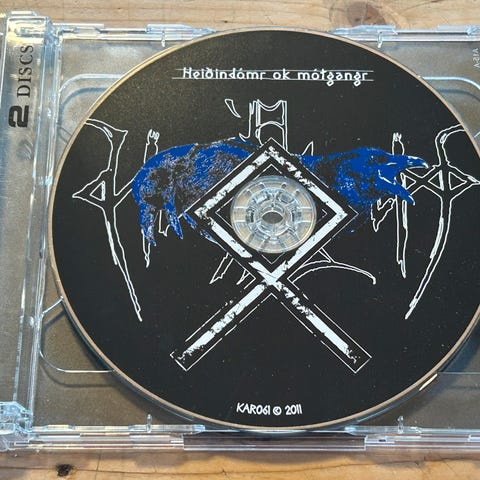 2 DISCS
Heiðindómr ok mótgangr
KAR061 © 2011